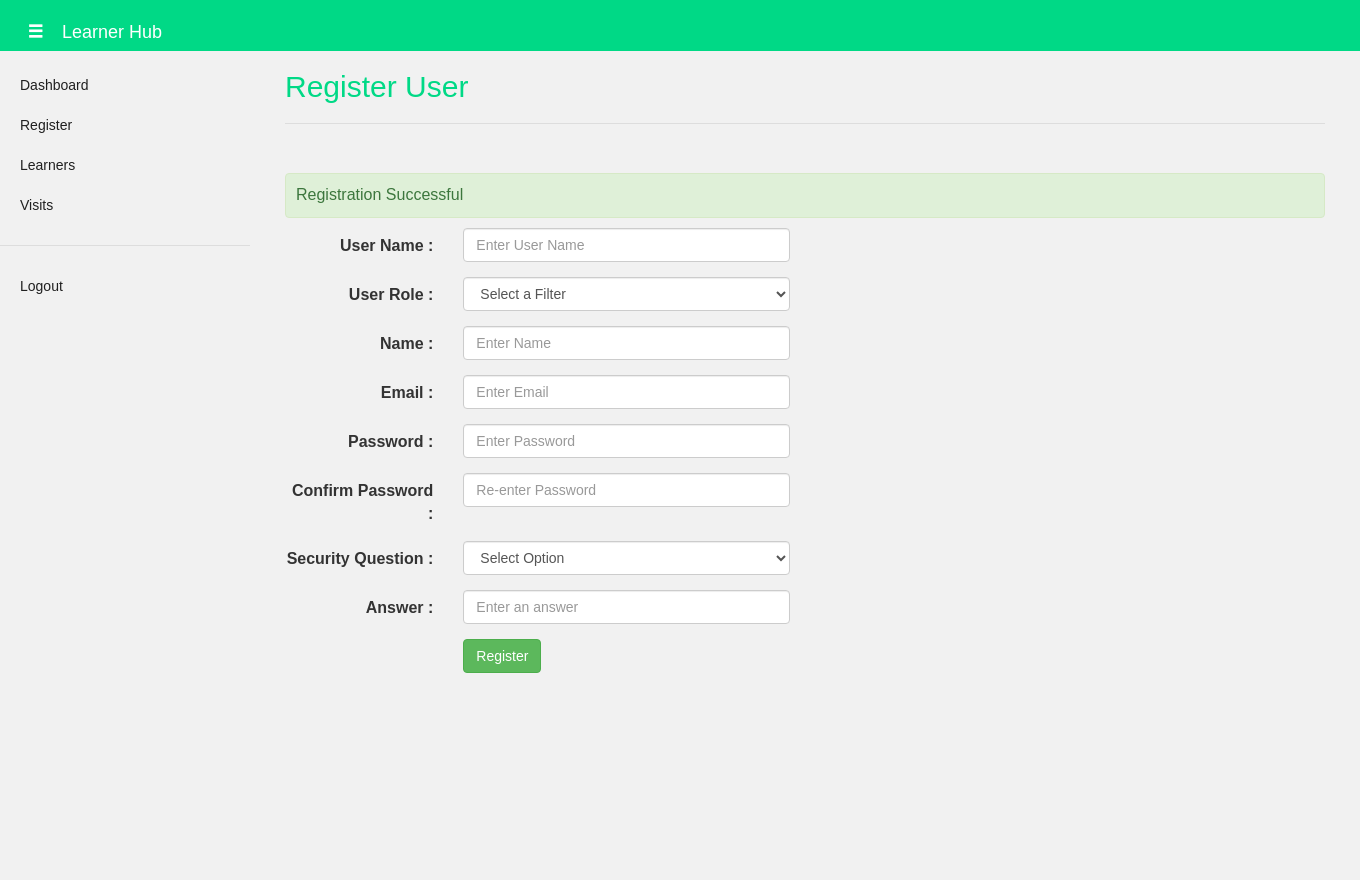 ☰ Learner Hub
Dashboard
Register
Learners
Visits
Logout
Register User
Registration Successful
User Name : Enter User Name
User Role : Select a Filter
Name : Enter Name
Email : Enter Email
Password : Enter Password
Confirm Password Re-enter Password
:
Security Question : Select Option
Answer : Enter an answer
Register